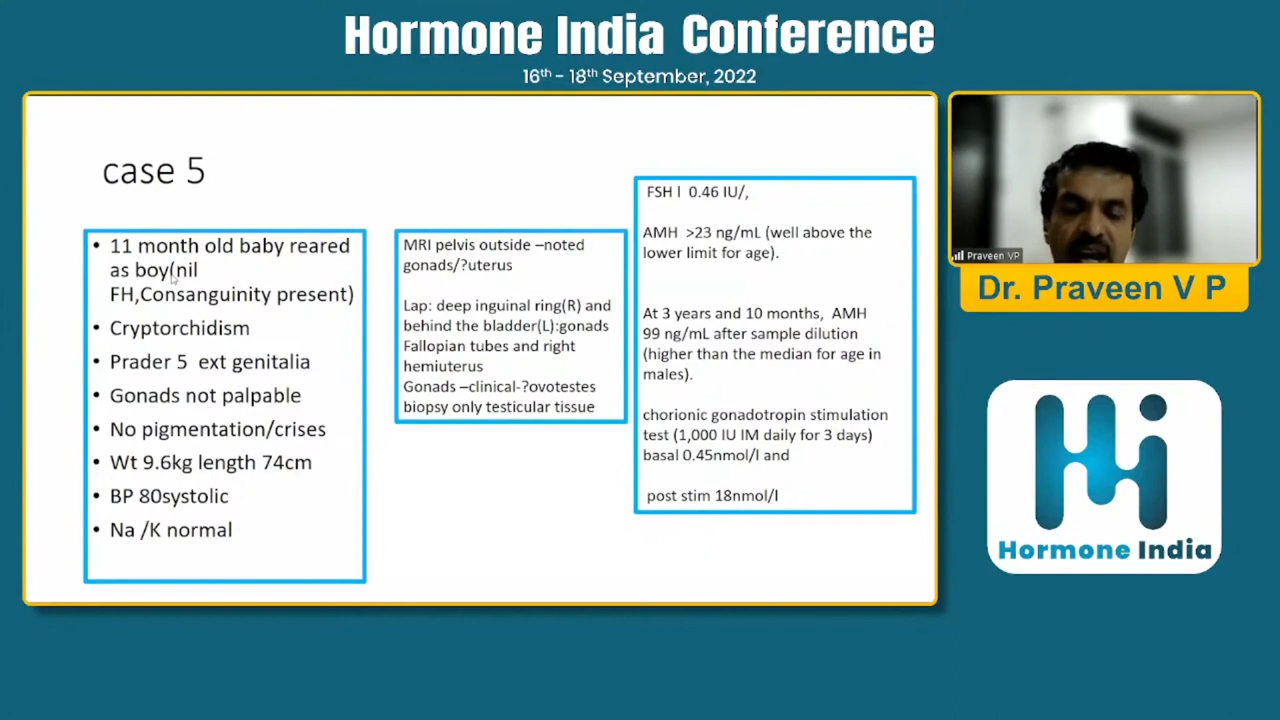 Hormone India Conference
16th - 18th September, 2022
case 5
• 11 month old baby reared
as boy(nil
FH,Consanguinity present)
• Cryptorchidism
• Prader 5 ext genitalia
• Gonads not palpable
• No pigmentation/crises
• Wt 9.6kg length 74cm
• BP 80systolic
• Na /K normal
MRI pelvis outside –noted
gonads/?uterus
Lap: deep inguinal ring(R) and
behind the bladder(L):gonads
Fallopian tubes and right
hemiuterus
Gonads –clinical-?ovotestes
biopsy only testicular tissue
FSH l 0.46 IU/,
AMH >23 ng/mL (well above the
lower limit for age).
At 3 years and 10 months, AMH
99 ng/mL after sample dilution
(higher than the median for age in
males).
chorionic gonadotropin stimulation
test (1,000 IU IM daily for 3 days)
basal 0.45nmol/l and
post stim 18nmol/l
Praveen VP
Dr. Praveen V P
Hormone India